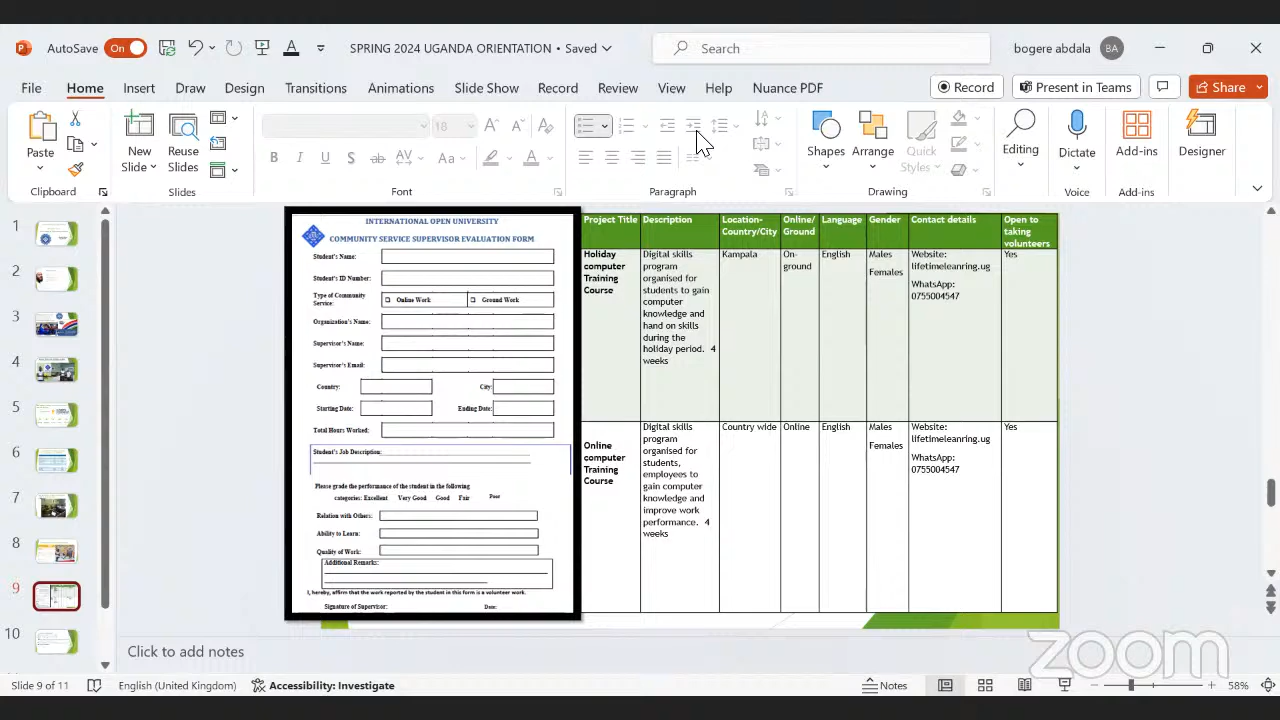 AutoSave On SPRING 2024 UGANDA ORIENTATION • Saved Search bogere abdala BA
File Home Insert Draw Design Transitions Animations Slide Show Record Review View Help Nuance PDF Record Present in Teams Share
Paste
New Slide
Reuse Slides
18
Shapes
Arrange
Quick Styles
Editing
Dictate
Add-ins
Designer
Clipboard Slides Font Paragraph Drawing Voice Add-ins
1
2
3
4
5
6
7
8
9
10
INTERNATIONAL OPEN UNIVERSITY
COMMUNITY SERVICE SUPERVISOR EVALUATION FORM
Student's Name:
Student's ID Number:
Type of Community Service: Online Work Ground Work
Organization's Name:
Supervisor's Name:
Supervisor's Email:
Country: City:
Starting Date: Ending Date:
Total Hours Worked:
Student's Job Description:
Please grade the performance of the student in the following
categories: Excellent Very Good Good Fair Poor
Relation with Others:
Ability to Learn:
Quality of Work:
Additional Remarks:
I, hereby, affirm that the work reported by the student in this form is a volunteer work.
Signature of Supervisor: Date:
Project Title
Description
Location-
Country/City
Online/
Ground
Language
Gender
Contact details
Open to
taking
volunteers
Holiday
computer
Training
Course
Digital skills
program
organised for
students to gain
computer
knowledge and
hand on skills
during the
holiday period. 4
weeks
Kampala
On-
ground
English
Males
Females
Website:
lifetimeleanring.ug
WhatsApp:
0755004547
Yes
Online
computer
Training
Course
Digital skills
program
organised for
students,
employees to
gain computer
knowledge and
improve work
performance. 4
weeks
Country wide
Online
English
Males
Females
Website:
lifetimeleanring.ug
WhatsApp:
0755004547
Yes
Click to add notes
zoom
Slide 9 of 11 English (United Kingdom) Accessibility: Investigate Notes 58%